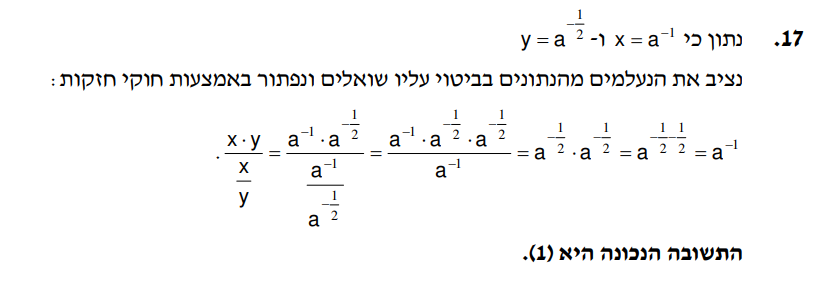 17. נתון כי x = a⁻¹ ו- y = a^(-1/2)
נציב את הנעלמים מהנתונים בביטוי עליו שואלים ונפתור באמצעות חוקי חזקות:
(x · y)/(x/y) = (a⁻¹ · a^(-1/2))/(a⁻¹/a^(-1/2)) = (a⁻¹ · a^(-1/2) · a^(-1/2))/a⁻¹ = a^(-1/2) · a^(-1/2) = a^(-1/2-1/2) = a⁻¹.
התשובה הנכונה היא (1).